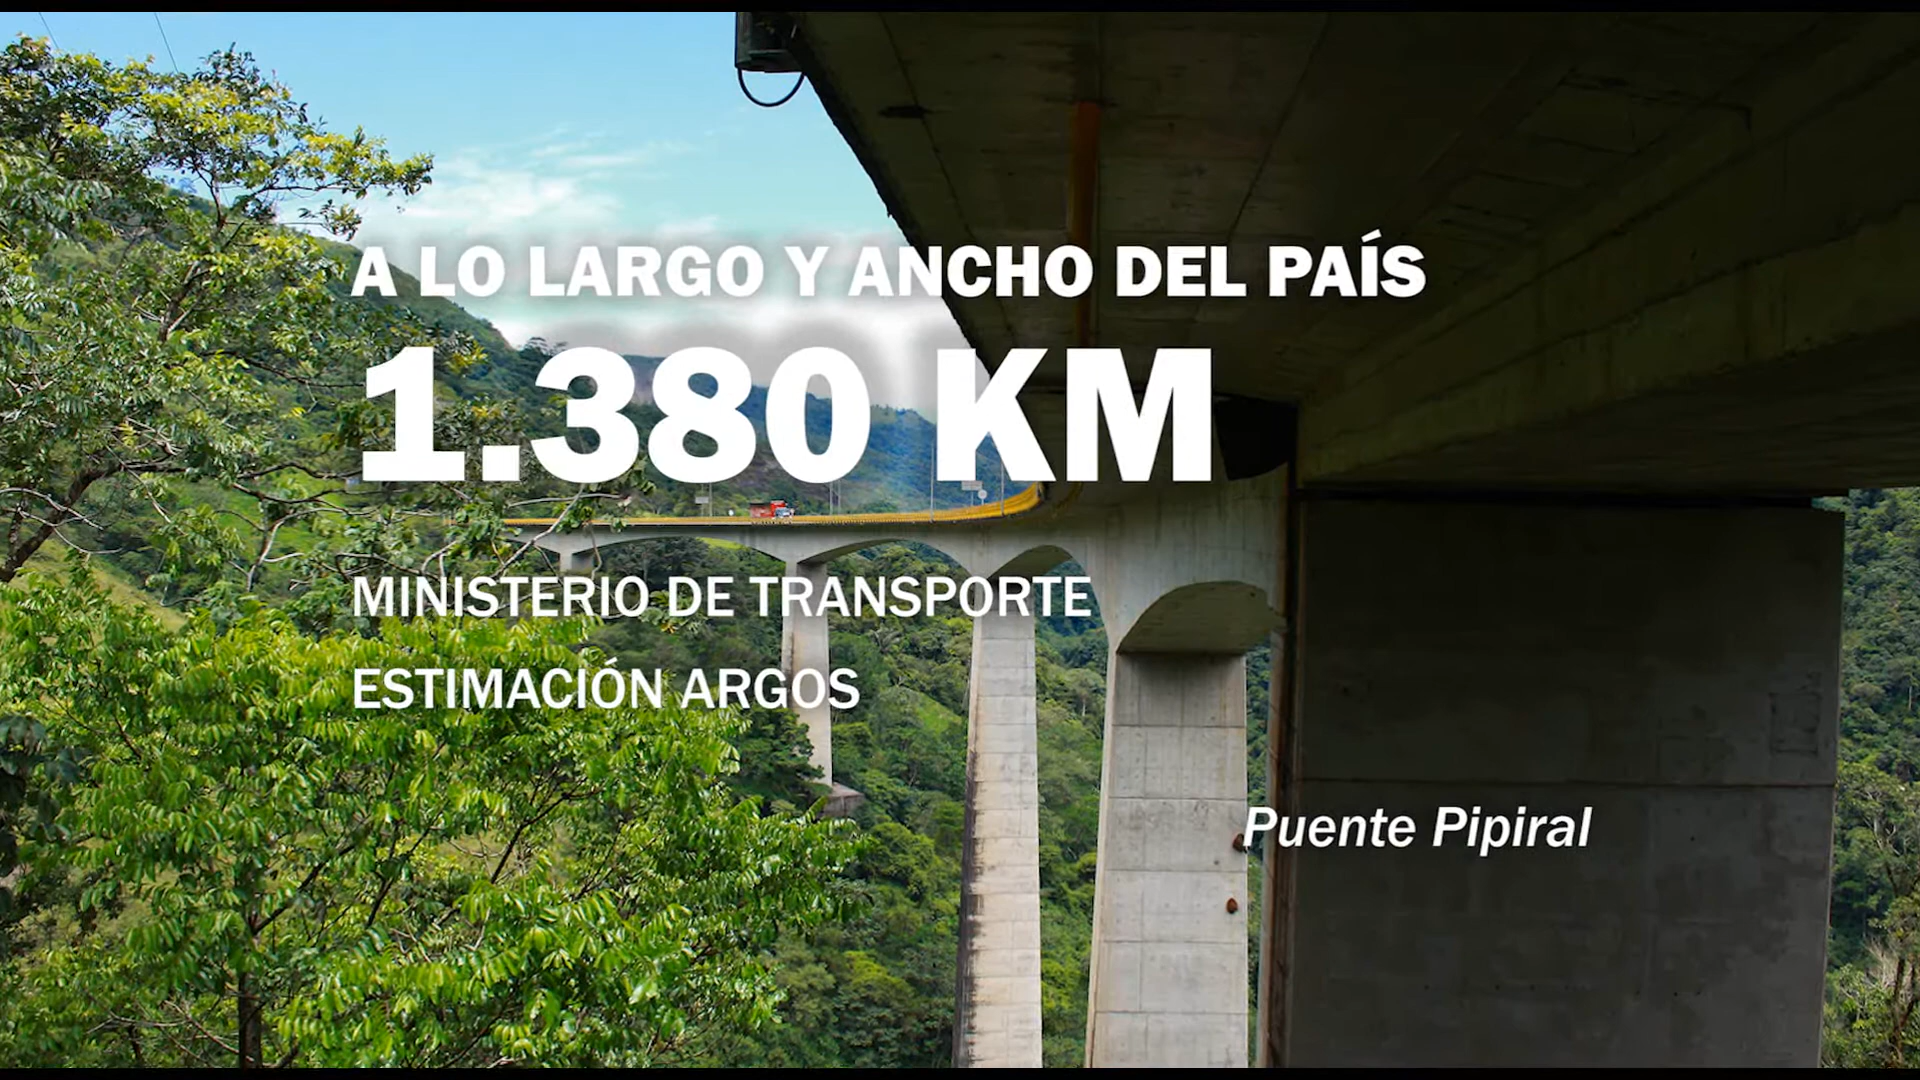 A LO LARGO Y ANCHO DEL PAÍS
1.380 KM
MINISTERIO DE TRANSPORTE
ESTIMACIÓN ARGOS
Puente Pipiral